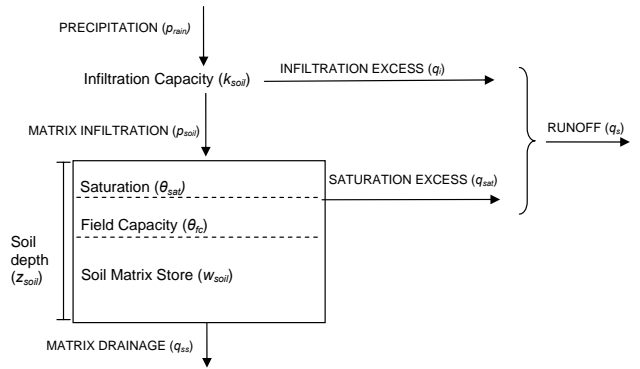 PRECIPITATION (p_rain)
Infiltration Capacity (k_soil)
INFILTRATION EXCESS (q_i)
RUNOFF (q_s)
MATRIX INFILTRATION (p_soil)
Saturation (θ_sat)
SATURATION EXCESS (q_sat)
Field Capacity (θ_fc)
Soil
depth
(z_soil)
Soil Matrix Store (w_soil)
MATRIX DRAINAGE (q_ss)